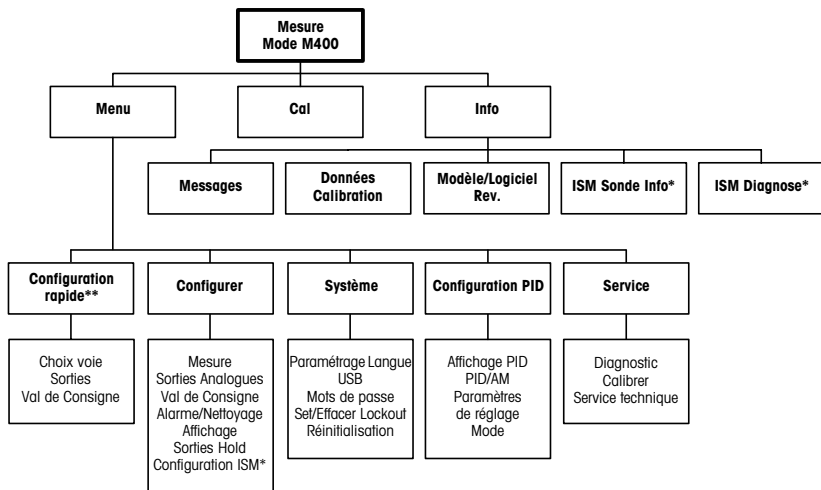 Mesure
Mode M400
Menu
Cal
Info
Messages
Données
Calibration
Modèle/Logiciel
Rev.
ISM Sonde Info*
ISM Diagnose*
Configuration
rapide**
Configurer
Système
Configuration PID
Service
Choix voie
Sorties
Val de Consigne
Mesure
Sorties Analogues
Val de Consigne
Alarme/Nettoyage
Affichage
Sorties Hold
Configuration ISM*
Paramétrage Langue
USB
Mots de passe
Set/Effacer Lockout
Réinitialisation
Affichage PID
PID/AM
Paramètres
de réglage
Mode
Diagnostic
Calibrer
Service technique